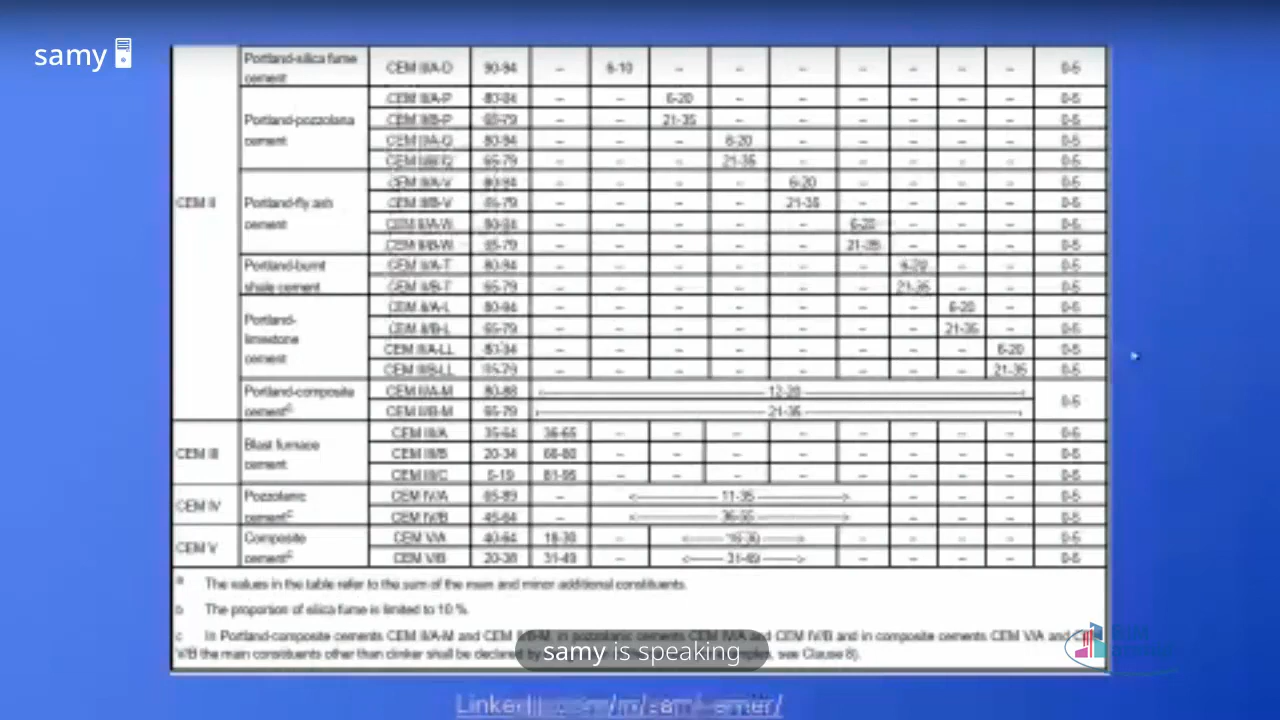 samy
Portland-silica fume cement CEM II/A-D 90-94 – 6-10 – – – – – – – 0-5
CEM II
Portland-pozzolana cement
CEM II/A-P 80-94 – – 6-20 – – – – – – 0-5
CEM II/B-P 65-79 – – 21-35 – – – – – – 0-5
CEM II/A-Q 80-94 – – – 6-20 – – – – – 0-5
CEM II/B-Q 65-79 – – – 21-35 – – – – – 0-5
Portland-fly ash cement
CEM II/A-V 80-94 – – – – 6-20 – – – – 0-5
CEM II/B-V 65-79 – – – – 21-35 – – – – 0-5
CEM II/A-W 80-94 – – – – – 6-20 – – – 0-5
CEM II/B-W 65-79 – – – – – 21-35 – – – 0-5
Portland-burnt shale cement
CEM II/A-T 80-94 – – – – – – 6-20 – – 0-5
CEM II/B-T 65-79 – – – – – – 21-35 – – 0-5
Portland-limestone cement
CEM II/A-L 80-94 – – – – – – – 6-20 – 0-5
CEM II/B-L 65-79 – – – – – – – 21-35 – 0-5
CEM II/A-LL 80-94 – – – – – – – – 6-20 0-5
CEM II/B-LL 65-79 – – – – – – – – 21-35 0-5
Portland-composite cement c
CEM II/A-M 80-88 12-20 0-5
CEM II/B-M 65-79 21-35
CEM III
Blast furnace cement
CEM III/A 35-64 36-65 – – – – – – – – 0-5
CEM III/B 20-34 66-80 – – – – – – – – 0-5
CEM III/C 5-19 81-95 – – – – – – – – 0-5
CEM IV
Pozzolanic cement c
CEM IV/A 65-89 – 11-35 – – – 0-5
CEM IV/B 45-64 – 36-55 – – – 0-5
CEM V
Composite cement c
CEM V/A 40-64 18-30 – 18-30 – – – – 0-5
CEM V/B 20-38 31-49 – 31-49 – – – – 0-5
a The values in the table refer to the sum of the main and minor additional constituents.
b The proportion of silica fume is limited to 10 %.
c In Portland-composite cements CEM II/A-M and CEM II/B-M, in pozzolanic cements CEM IV/A and CEM IV/B and in composite cements CEM V/A and
V/B the main constituents other than clinker shall be declared by see Clause 8).
samy is speaking